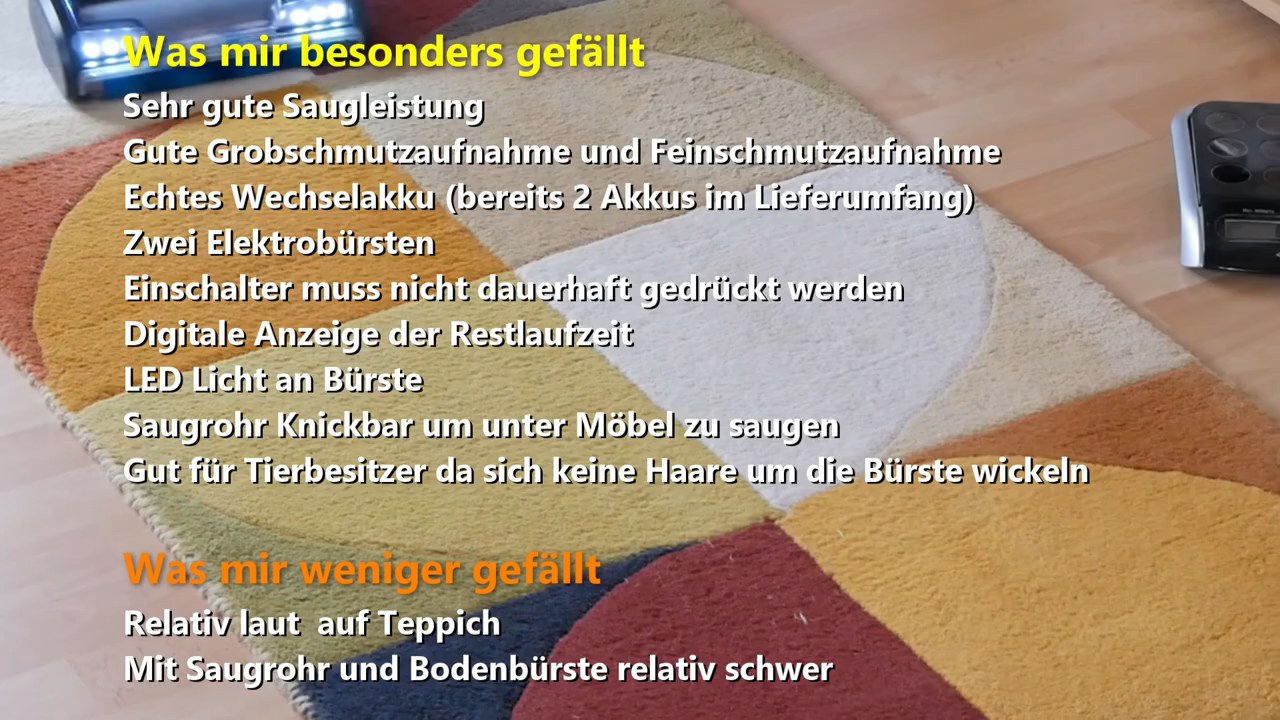 Was mir besonders gefällt
Sehr gute Saugleistung
Gute Grobschmutzaufnahme und Feinschmutzaufnahme
Echtes Wechselakku (bereits 2 Akkus im Lieferumfang)
Zwei Elektrobürsten
Einschalter muss nicht dauerhaft gedrückt werden
Digitale Anzeige der Restlaufzeit
LED Licht an Bürste
Saugrohr Knickbar um unter Möbel zu saugen
Gut für Tierbesitzer da sich keine Haare um die Bürste wickeln
Was mir weniger gefällt
Relativ laut  auf Teppich
Mit Saugrohr und Bodenbürste relativ schwer